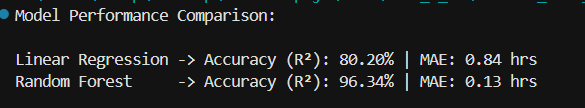 Model Performance Comparison:
Linear Regression -> Accuracy (R²): 80.20% | MAE: 0.84 hrs
Random Forest     -> Accuracy (R²): 96.34% | MAE: 0.13 hrs